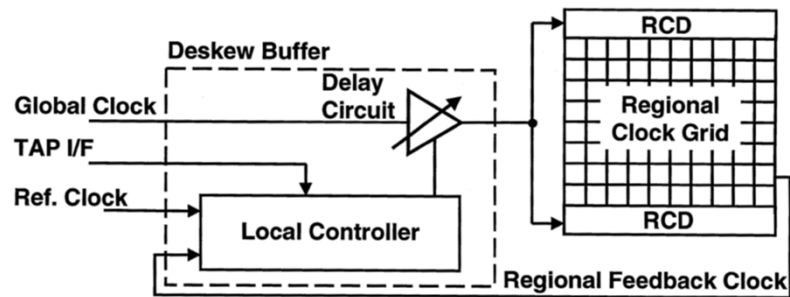 Deskew Buffer
RCD
Delay
Circuit
Global Clock
Regional
Clock Grid
TAP I/F
Ref. Clock
Local Controller
RCD
Regional Feedback Clock